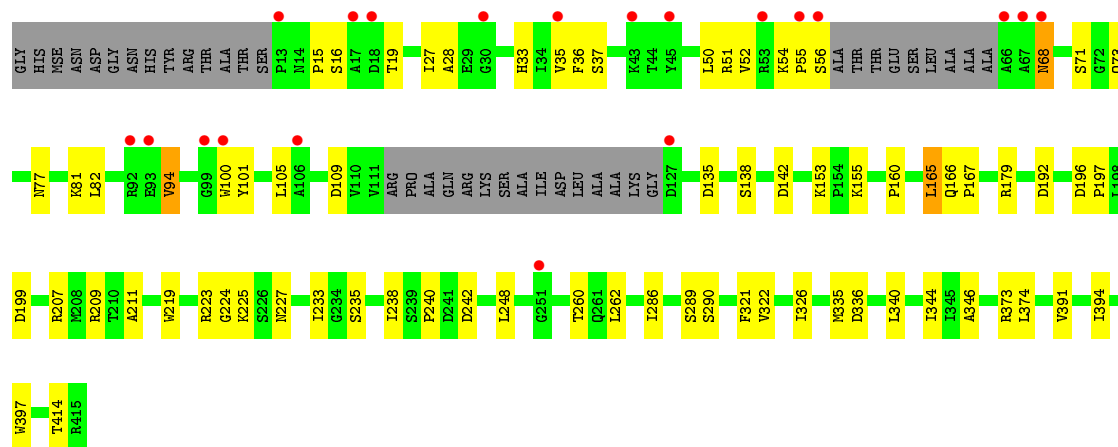 GLY HIS MSE ASN ASP GLY ASN HIS TYR ARG THR ALA THR SER P13 N14 P15 S16 A17 D18 T19 I27 A28 E29 G30 H33 I34 V35 F36 S37 K43 T44 Y45 L50 R51 V52 R53 K54 P55 S56 ALA THR THR GLU SER LEU ALA ALA ALA A66 A67 N68 S71 G72
N77 K81 L82 R92 E93 V94 G99 W100 Y101 L105 A106 D109 V110 V111 ARG PRO ALA GLN ARG LYS SER ALA ILE ASP LEU ALA ALA LYS GLY D127 D135 S138 D142 K153 P154 K155 P160 L165 Q166 P167 R179 D192 D196 P197
D199 R207 M208 R209 T210 A211 W219 R223 G224 K225 S226 N227 I233 G234 S235 I238 S239 P240 D241 D242 L248 G251 T260 Q261 L262 I286 S289 S290 F321 V322 I326 M335 D336 L340 I344 I345 A346 R373 L374 V391 I394
W397 T414 R415